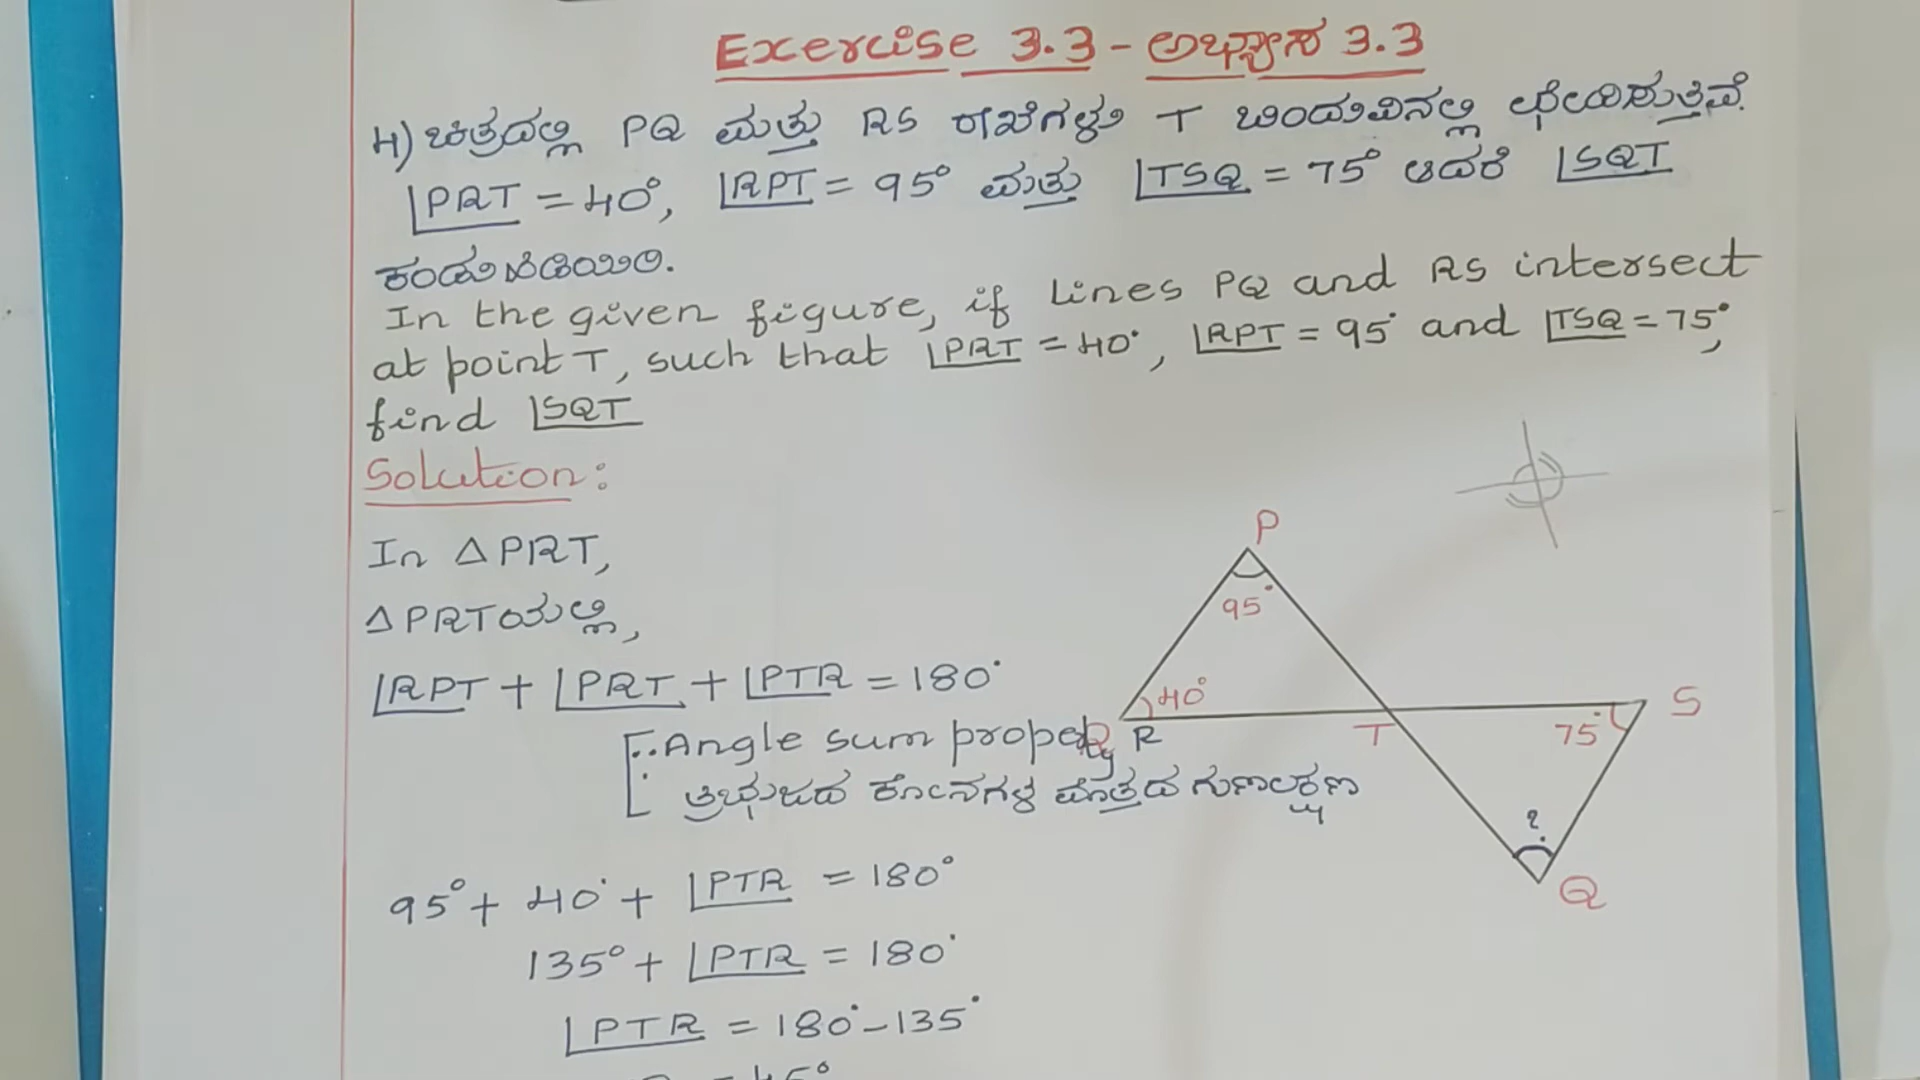 Exercise 3.3 - ಅಭ್ಯಾಸ 3.3
4) ಚಿತ್ರದಲ್ಲಿ PQ ಮತ್ತು RS ರೇಖೆಗಳು T ಬಿಂದುವಿನಲ್ಲಿ ಛೇದಿಸುತ್ತವೆ.
∠PRT = 40°, ∠RPT = 95° ಮತ್ತು ∠TSQ = 75° ಆದರೆ ∠SQT
ಕಂಡುಹಿಡಿಯಿರಿ.
In the given figure, if lines PQ and RS intersect
at point T, such that ∠PRT = 40°, ∠RPT = 95° and ∠TSQ = 75°,
find ∠SQT
Solution:
In △PRT,
△PRTಯಲ್ಲಿ,
∠RPT + ∠PRT + ∠PTR = 180°
[∵ Angle sum property
ತ್ರಿಭುಜದ ಕೋನಗಳ ಮೊತ್ತದ ಗುಣಲಕ್ಷಣ
95° + 40° + ∠PTR = 180°
135° + ∠PTR = 180°
∠PTR = 180° - 135°
= 45°
P
95°
40°
R
T
75°
S
?
Q